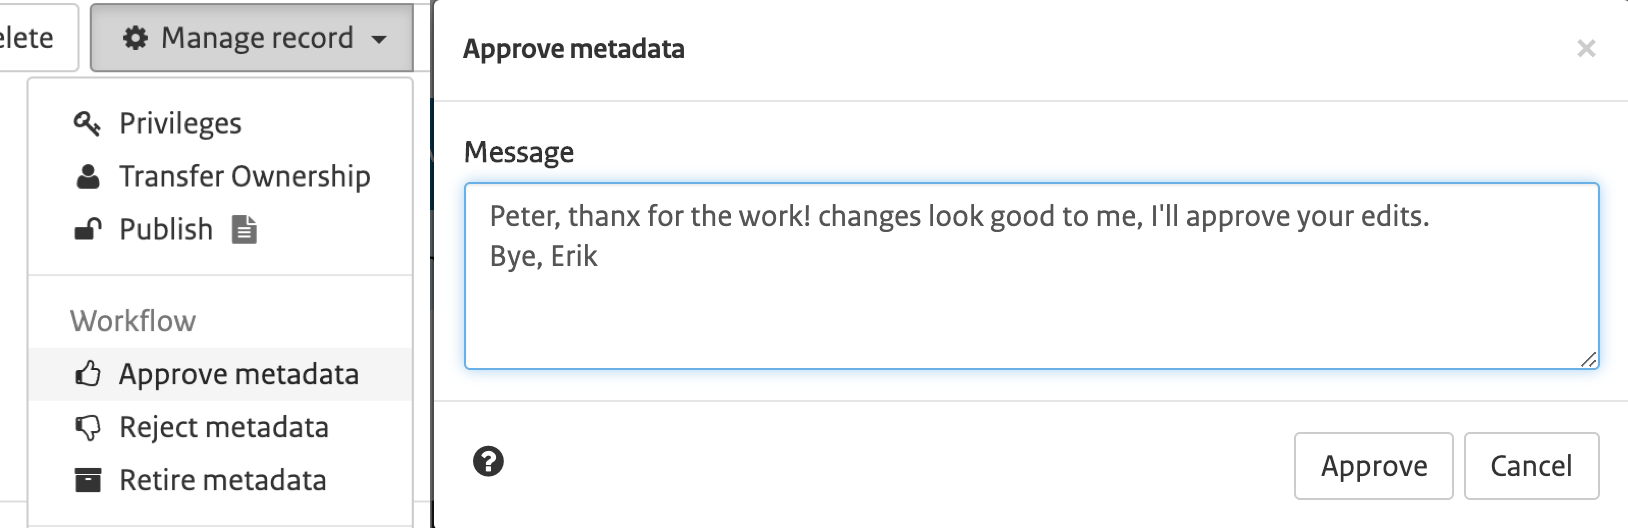 elete
Manage record
Privileges
Transfer Ownership
Publish
Workflow
Approve metadata
Reject metadata
Retire metadata
Approve metadata
×
Message
Peter, thanx for the work! changes look good to me, I'll approve your edits.
Bye, Erik
?
Approve
Cancel